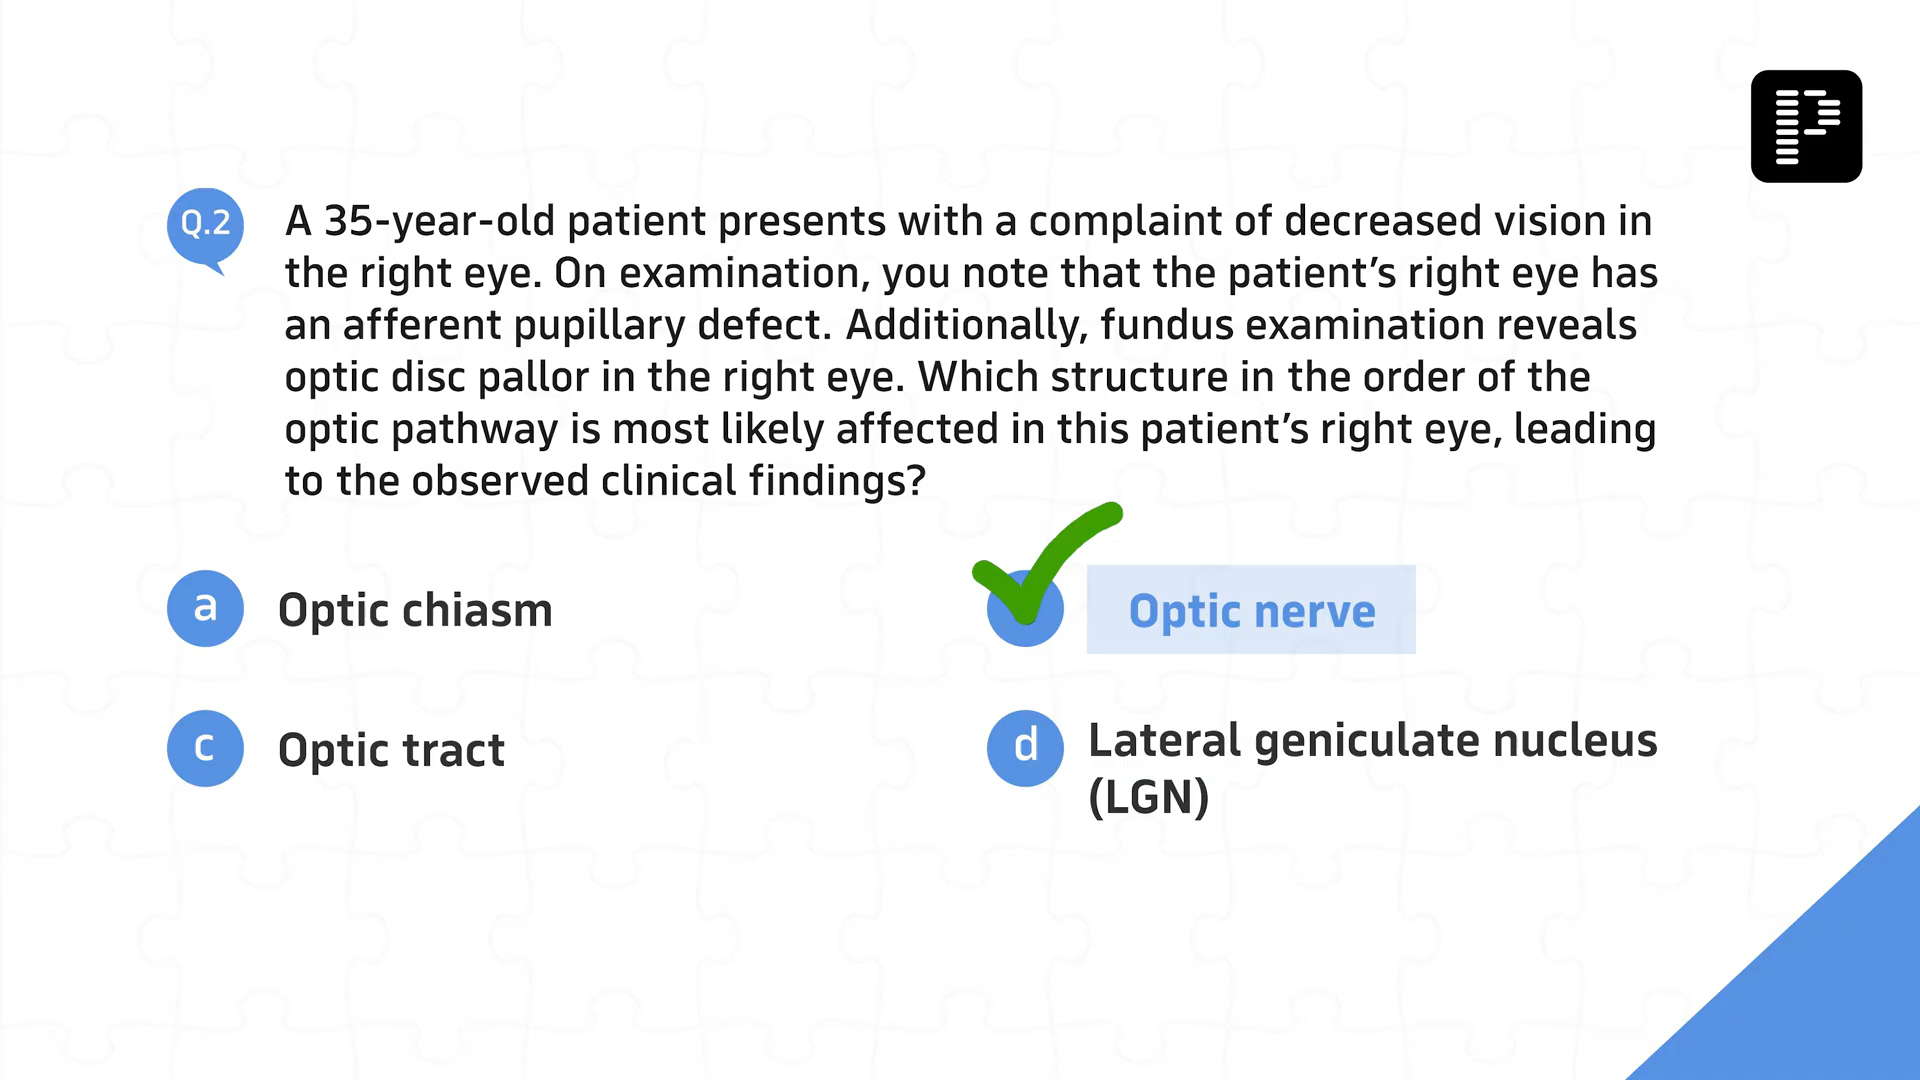 Q.2
A 35-year-old patient presents with a complaint of decreased vision in
the right eye. On examination, you note that the patient's right eye has
an afferent pupillary defect. Additionally, fundus examination reveals
optic disc pallor in the right eye. Which structure in the order of the
optic pathway is most likely affected in this patient's right eye, leading
to the observed clinical findings?
a Optic chiasm
Optic nerve
c Optic tract
d Lateral geniculate nucleus
(LGN)